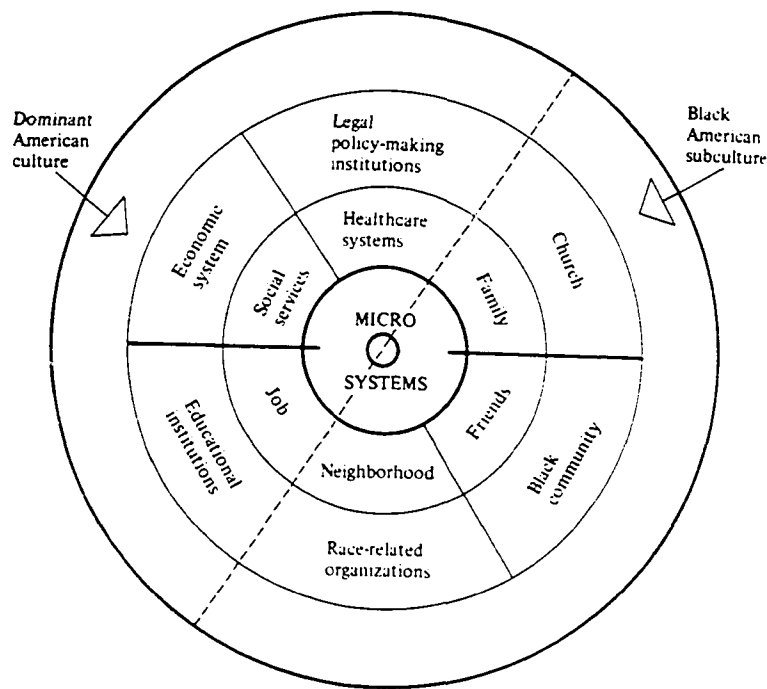 Dominant
American
culture
Black
American
subculture
Legal
policy-making
institutions
Healthcare
systems
Economic
system
Social
services
Family
Church
MICRO
SYSTEMS
Job
Educational
institutions
Friends
Black
community
Neighborhood
Race-related
organizations